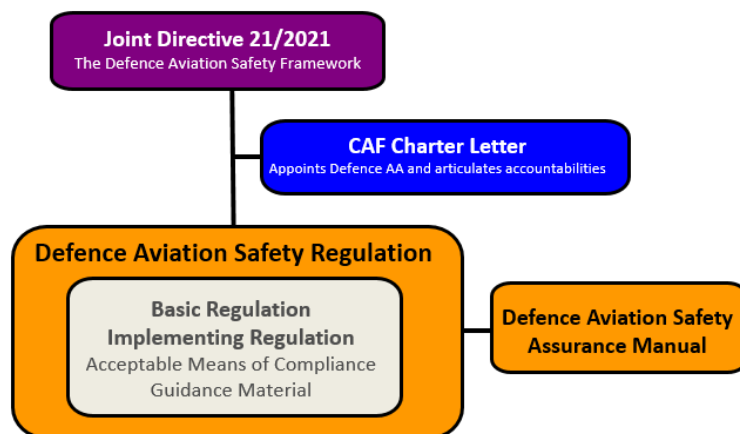 Joint Directive 21/2021
The Defence Aviation Safety Framework
CAF Charter Letter
Appoints Defence AA and articulates accountabilities
Defence Aviation Safety Regulation
Basic Regulation
Implementing Regulation
Acceptable Means of Compliance
Guidance Material
Defence Aviation Safety
Assurance Manual